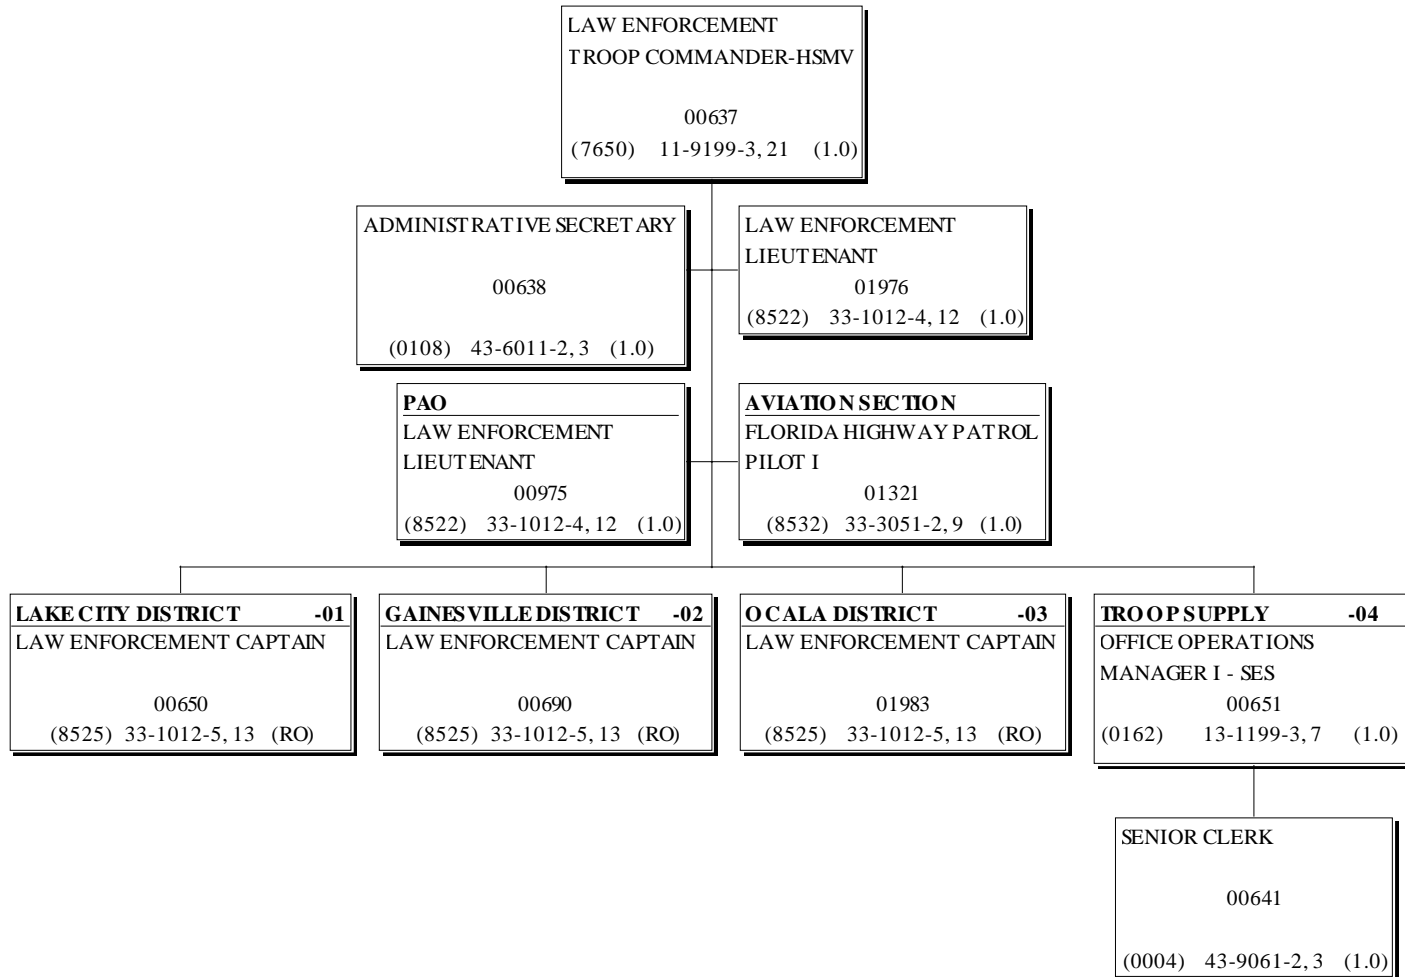 LAW ENFORCEMENT
TROOP COMMANDER-HSMV
00637
(7650) 11-9199-3, 21 (1.0)
ADMINISTRATIVE SECRETARY
00638
(0108) 43-6011-2, 3 (1.0)
LAW ENFORCEMENT
LIEUTENANT
01976
(8522) 33-1012-4, 12 (1.0)
PAO
LAW ENFORCEMENT
LIEUTENANT
00975
(8522) 33-1012-4, 12 (1.0)
AVIATION SECTION
FLORIDA HIGHWAY PATROL
PILOT I
01321
(8532) 33-3051-2, 9 (1.0)
LAKE CITY DISTRICT -01
LAW ENFORCEMENT CAPTAIN
00650
(8525) 33-1012-5, 13 (RO)
GAINESVILLE DISTRICT -02
LAW ENFORCEMENT CAPTAIN
00690
(8525) 33-1012-5, 13 (RO)
OCALA DISTRICT -03
LAW ENFORCEMENT CAPTAIN
01983
(8525) 33-1012-5, 13 (RO)
TROOP SUPPLY -04
OFFICE OPERATIONS
MANAGER I - SES
00651
(0162) 13-1199-3, 7 (1.0)
SENIOR CLERK
00641
(0004) 43-9061-2, 3 (1.0)